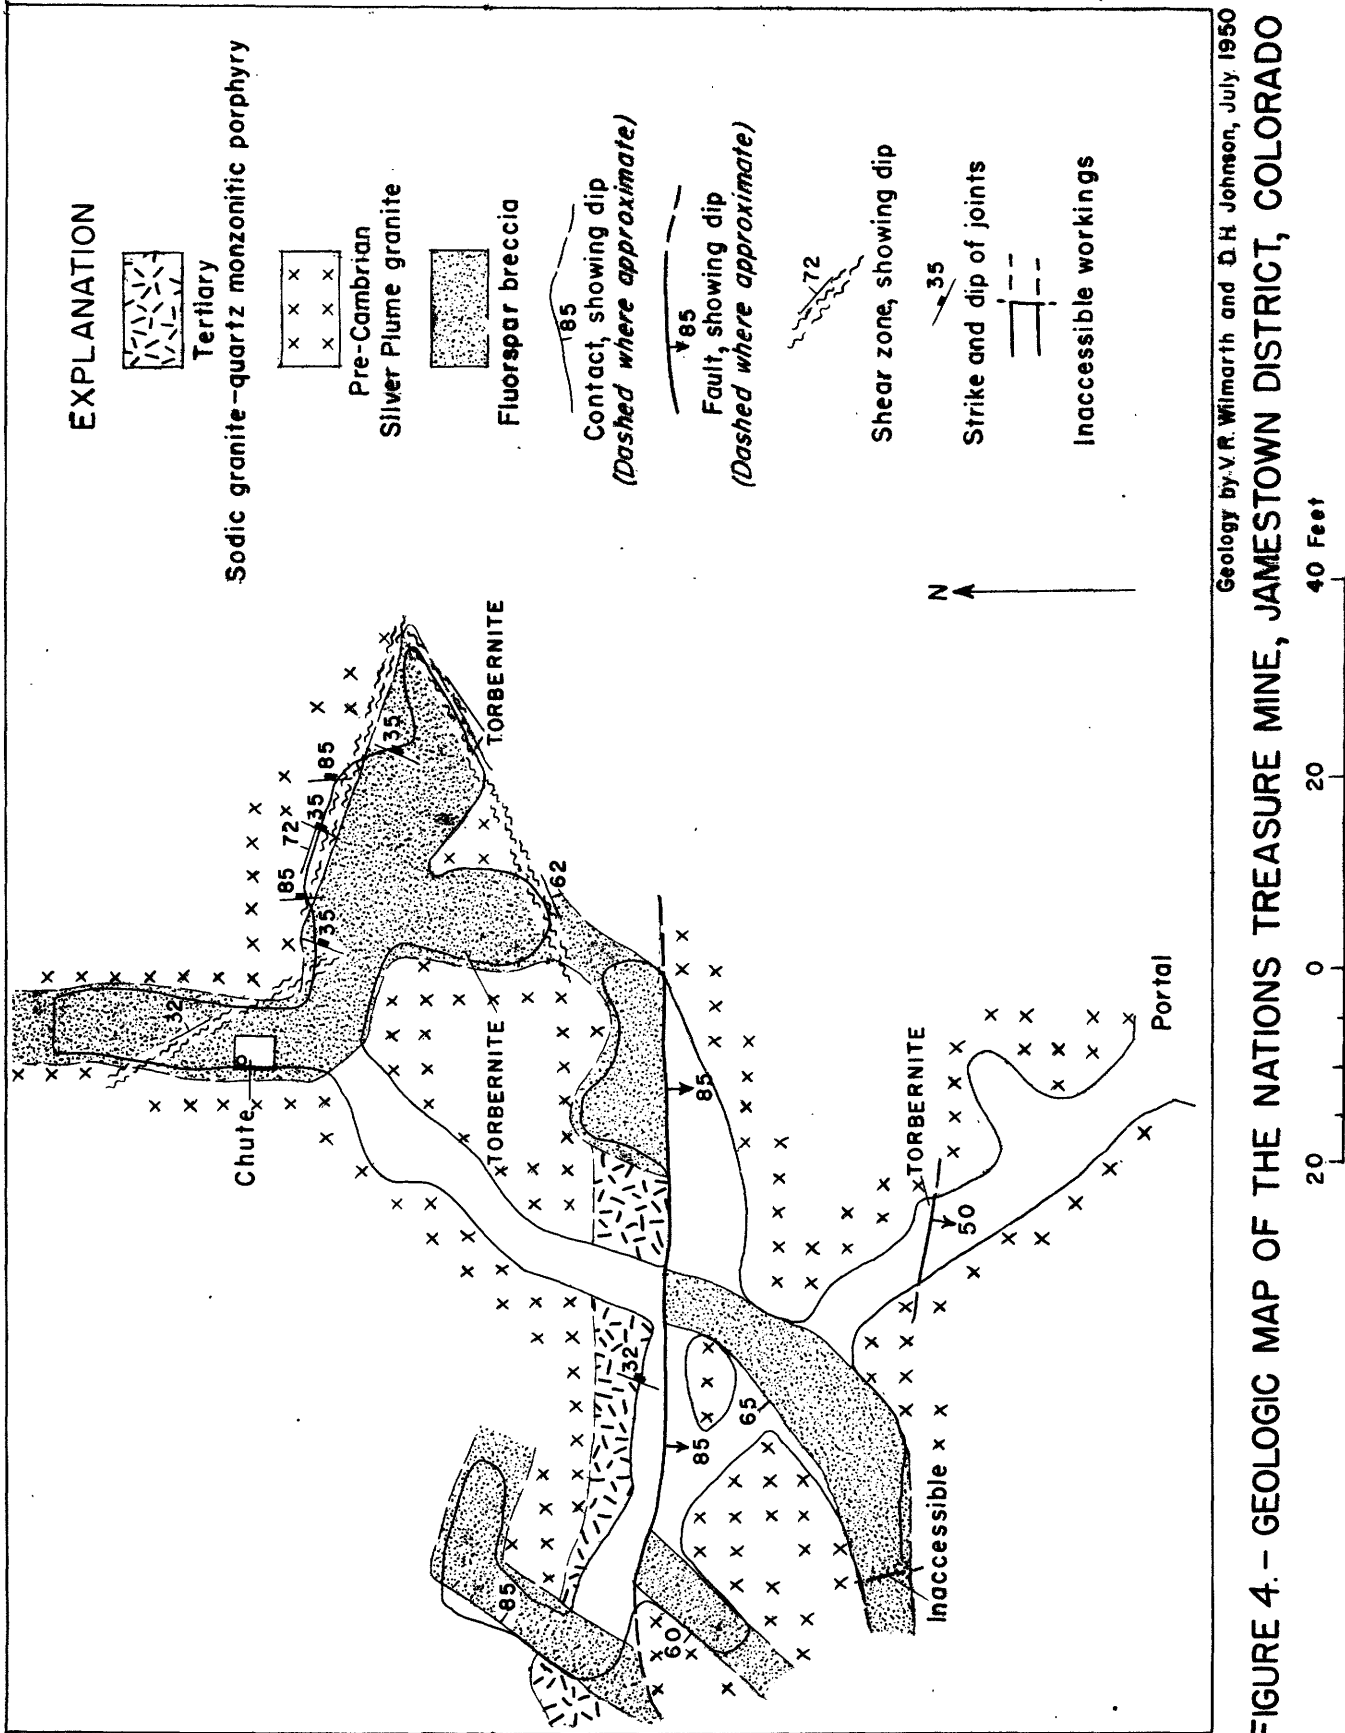 EXPLANATION
Tertiary
Sodic granite-quartz monzonitic porphyry
Pre-Cambrian
Silver Plume granite
Fluorspar breccia
85
Contact, showing dip
(Dashed where approximate)
85
Fault, showing dip
(Dashed where approximate)
72
Shear zone, showing dip
35
Strike and dip of joints
Inaccessible workings
N
Chute
32
35
85
72
35
85
35
TORBERNITE
62
TORBERNITE
85
32
85
65
85
60
Inaccessible
TORBERNITE
50
Portal
Geology by V. R. Wilmarth and D. H. Johnson, July 1950
FIGURE 4.- GEOLOGIC MAP OF THE NATIONS TREASURE MINE, JAMESTOWN DISTRICT, COLORADO
20 0 20 40 Feet